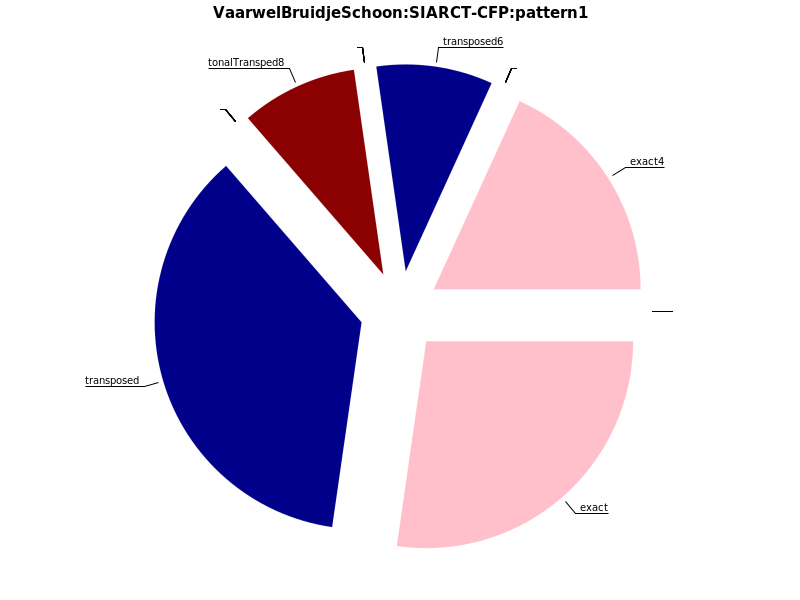 VaarwelBruidjeSchoon:SIARCT-CFP:pattern1
transposed6
tonalTransped8
exact4
transposed
exact